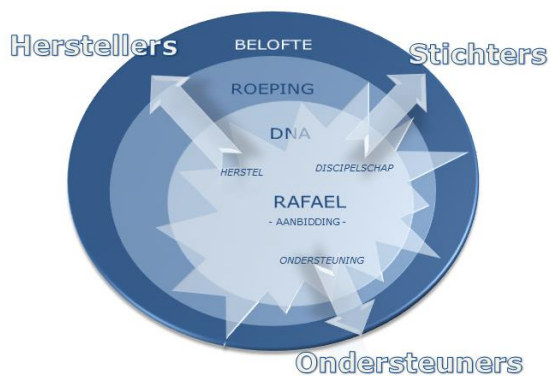 Herstellers
BELOFTE
Stichters
ROEPING
DNA
HERSTEL
DISCIPELSCHAP
RAFAEL
- AANBIDDING -
ONDERSTEUNING
Ondersteuners